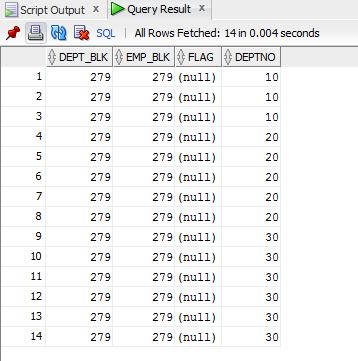 Script Output x Query Result x
SQL | All Rows Fetched: 14 in 0.004 seconds
DEPT_BLK EMP_BLK FLAG DEPTNO
1 279 279 (null) 10
2 279 279 (null) 10
3 279 279 (null) 10
4 279 279 (null) 20
5 279 279 (null) 20
6 279 279 (null) 20
7 279 279 (null) 20
8 279 279 (null) 20
9 279 279 (null) 30
10 279 279 (null) 30
11 279 279 (null) 30
12 279 279 (null) 30
13 279 279 (null) 30
14 279 279 (null) 30